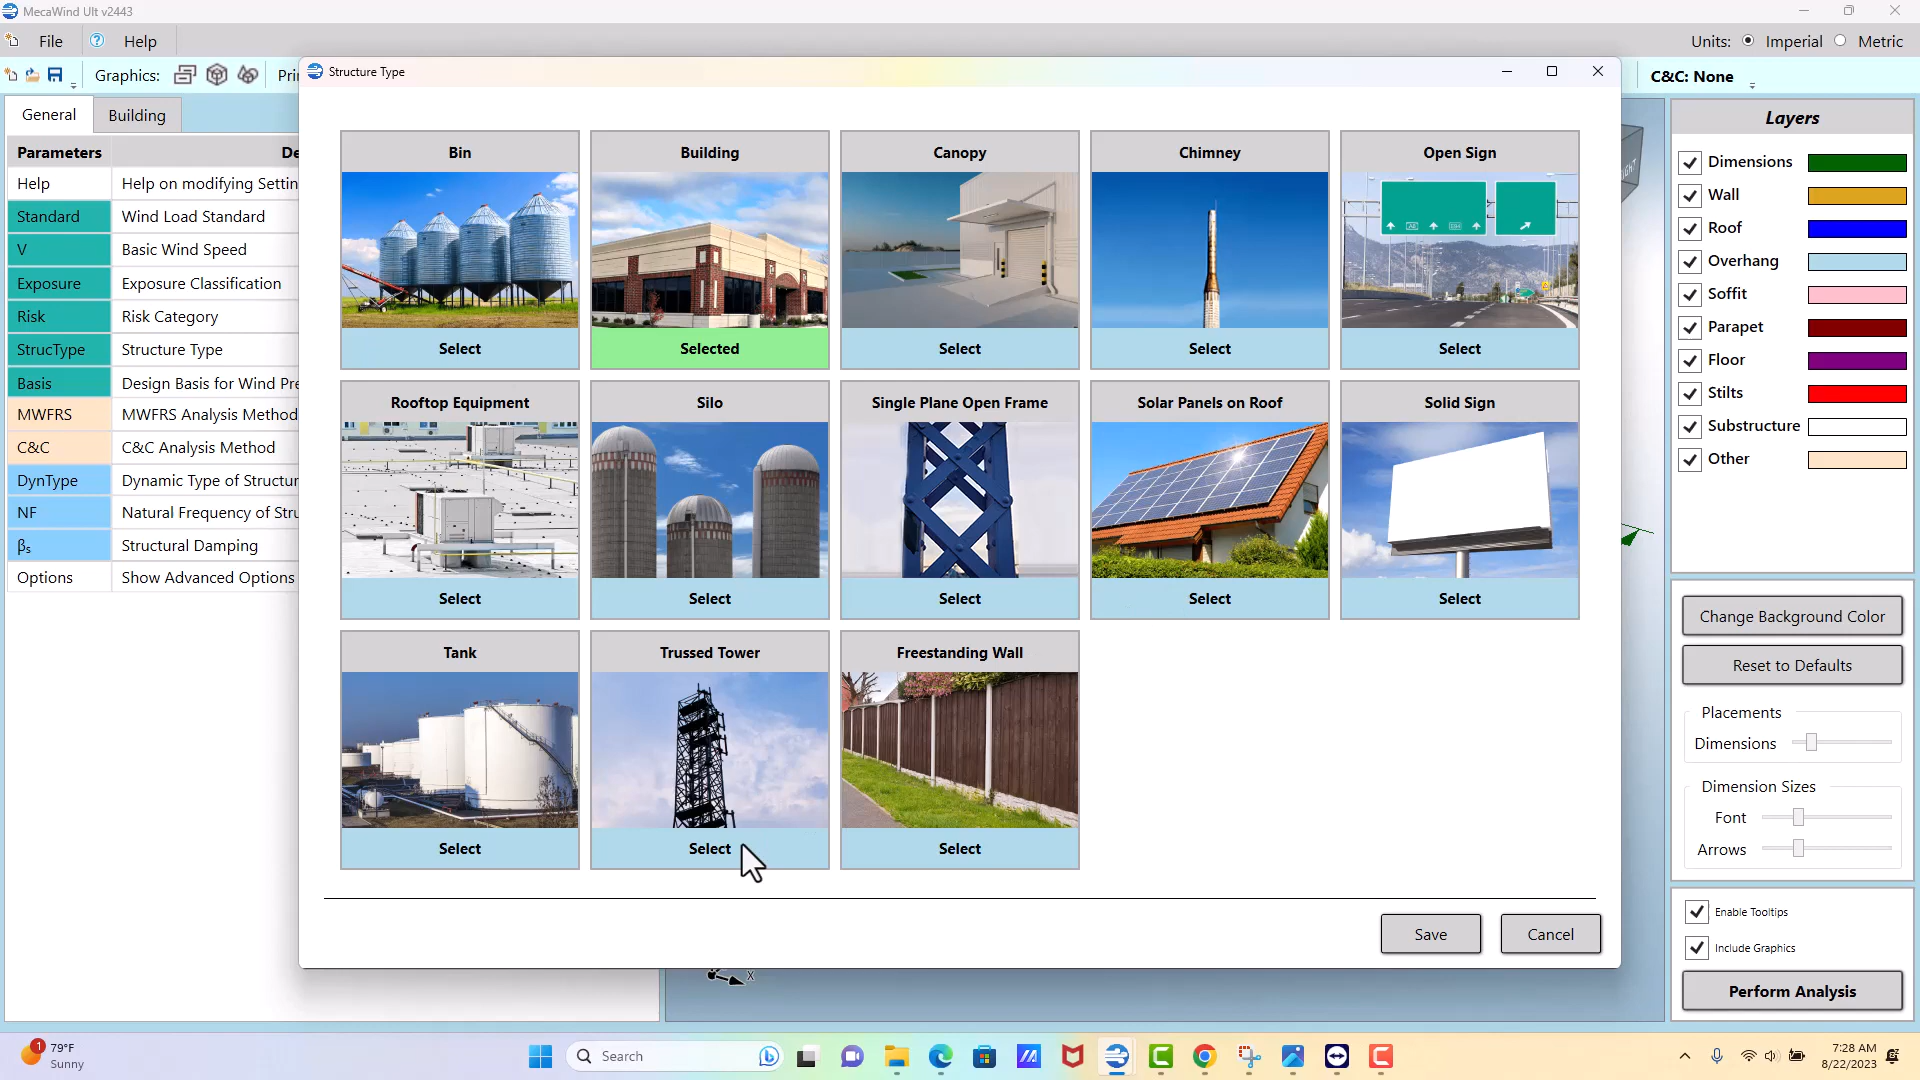 MecaWind Ult v2443
File
Help
Units: Imperial Metric
Graphics:
Pri
Structure Type
C&C: None
General
Building
Parameters
De
Help
Help on modifying Settin
Standard
Wind Load Standard
V
Basic Wind Speed
Exposure
Exposure Classification
Risk
Risk Category
StrucType
Structure Type
Basis
Design Basis for Wind Pre
MWFRS
MWFRS Analysis Method
C&C
C&C Analysis Method
DynType
Dynamic Type of Structur
NF
Natural Frequency of Stru
βs
Structural Damping
Options
Show Advanced Options
Bin
Building
Canopy
Chimney
Open Sign
Select
Selected
Select
Select
Select
Rooftop Equipment
Silo
Single Plane Open Frame
Solar Panels on Roof
Solid Sign
Select
Select
Select
Select
Select
Tank
Trussed Tower
Freestanding Wall
Select
Select
Select
Save
Cancel
X
Layers
Dimensions
Wall
Roof
Overhang
Soffit
Parapet
Floor
Stilts
Substructure
Other
Change Background Color
Reset to Defaults
Placements
Dimensions
Dimension Sizes
Font
Arrows
Enable Tooltips
Include Graphics
Perform Analysis
1
79°F
Sunny
Search
7:28 AM
8/22/2023